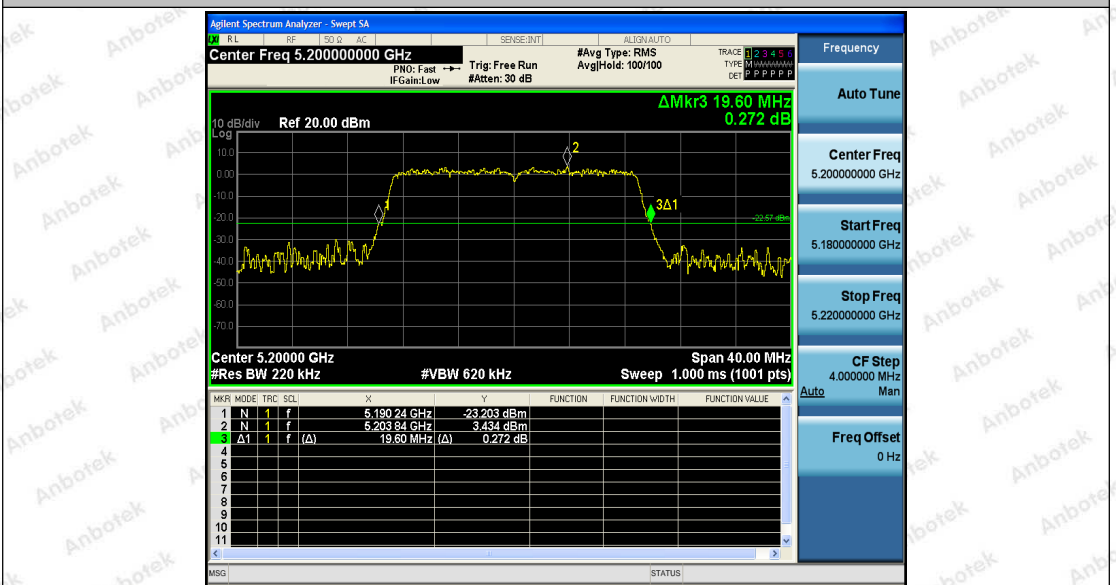 Agilent Spectrum Analyzer - Swept SA
RL RF 50 Ω AC SENSE:INT ALIGNAUTO
Center Freq 5.200000000 GHz
PNO: Fast
IFGain:Low
Trig: Free Run
#Atten: 30 dB
#Avg Type: RMS
Avg|Hold: 100/100
TRACE 1 2 3 4 5 6
TYPE M
DET P P P P P P
ΔMkr3 19.60 MHz
0.272 dB
10 dB/div Ref 20.00 dBm
Log
10.0
0.00
-10.0
-20.0
-30.0
-40.0
-50.0
-60.0
-70.0
1
2
3Δ1
-22.57 dBm
Center 5.20000 GHz Span 40.00 MHz
#Res BW 220 kHz #VBW 620 kHz Sweep 1.000 ms (1001 pts)
MKR MODE TRC SCL X Y FUNCTION FUNCTION WIDTH FUNCTION VALUE
1 N 1 f 5.190 24 GHz -23.203 dBm
2 N 1 f 5.203 84 GHz 3.434 dBm
3 Δ1 1 f (Δ) 19.60 MHz (Δ) 0.272 dB
4
5
6
7
8
9
10
11
MSG STATUS
Frequency
Auto Tune
Center Freq
5.200000000 GHz
Start Freq
5.180000000 GHz
Stop Freq
5.220000000 GHz
CF Step
4.000000 MHz
Auto Man
Freq Offset
0 Hz
Anbotek